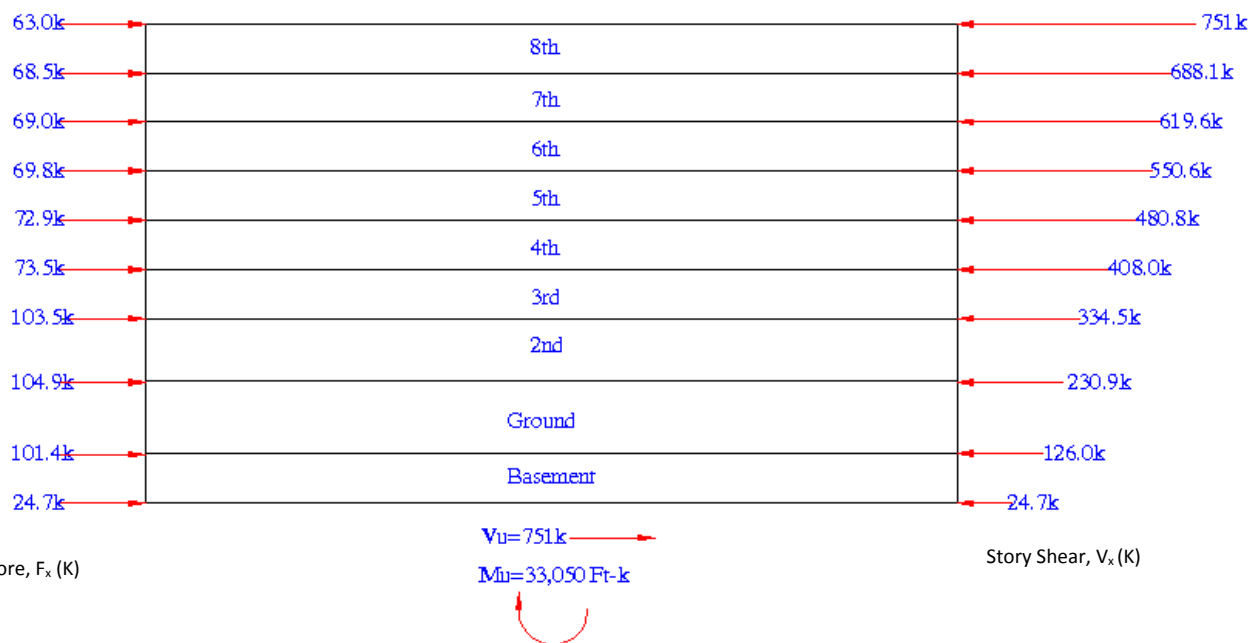 63.0k 751k
8th
68.5k 688.1k
7th
69.0k 619.6k
6th
69.8k 550.6k
5th
72.9k 480.8k
4th
73.5k 408.0k
3rd
103.5k 334.5k
2nd
104.9k 230.9k
Ground
101.4k 126.0k
Basement
24.7k 24.7k
Vu=751k
ore, Fx (K) Story Shear, Vx (K)
Mu=33,050 Ft-k